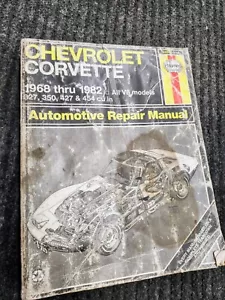 CHEVROLET
CORVETTE
1968 thru 1982 All V8 models
327, 350, 427 & 454 cu in
Automotive Repair Manual